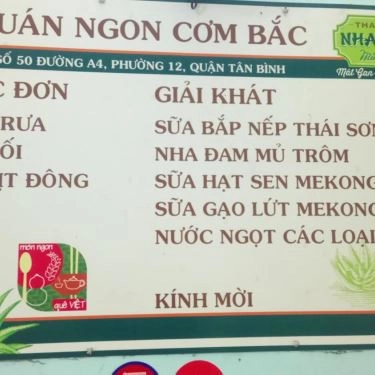 UÁN NGON CƠM BẮC
SỐ 50 ĐƯỜNG A4, PHƯỜNG 12, QUẬN TÂN BÌNH
C ĐƠN
RƯA
ỐI
ỊT ĐÔNG
GIẢI KHÁT
SỮA BẮP NẾP THÁI SƠN
NHA ĐAM MỦ TRÔM
SỮA HẠT SEN MEKONG
SỮA GẠO LỨT MEKONG
NƯỚC NGỌT CÁC LOẠI
KÍNH MỜI
món ngon
quê VIỆT
THÁ
NHA
Mủ
Mát Gan